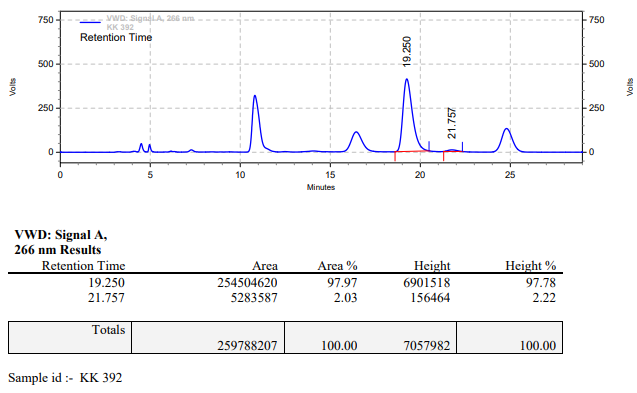 VWD: Signal A, 266 nm
KK 392
Retention Time
750
500
250
0
Volts
19.250
21.757
750
500
250
0
Volts
0 5 10 15 20 25
Minutes
VWD: Signal A,
266 nm Results
Retention Time Area Area % Height Height %
19.250 254504620 97.97 6901518 97.78
21.757 5283587 2.03 156464 2.22
Totals
259788207 100.00 7057982 100.00
Sample id :- KK 392